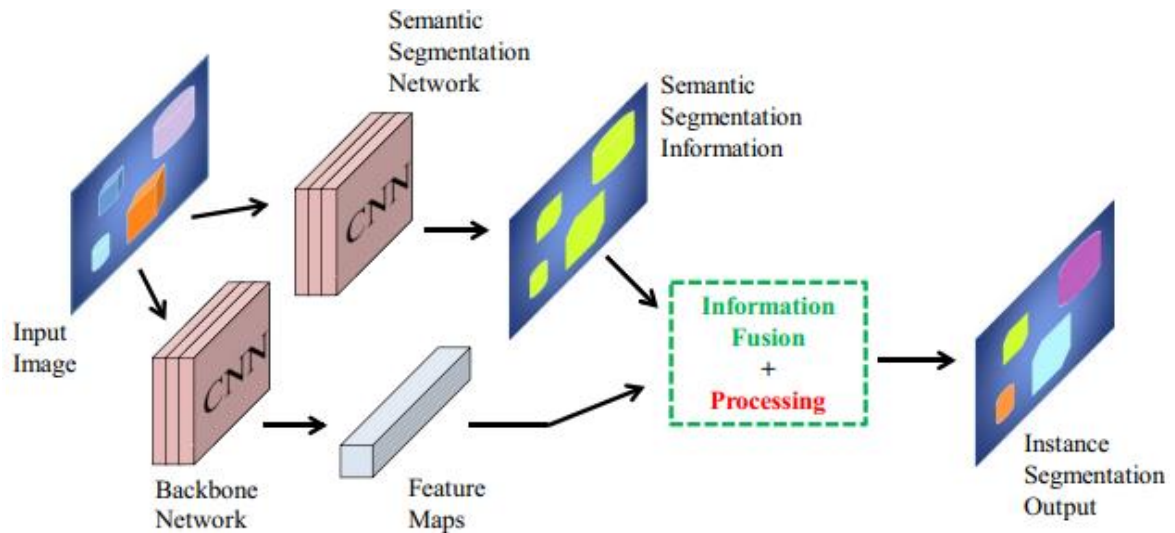 Semantic
Segmentation
Network
Semantic
Segmentation
Information
CNN
Input
Image
CNN
Information
Fusion
+
Processing
Backbone
Network
Feature
Maps
Instance
Segmentation
Output